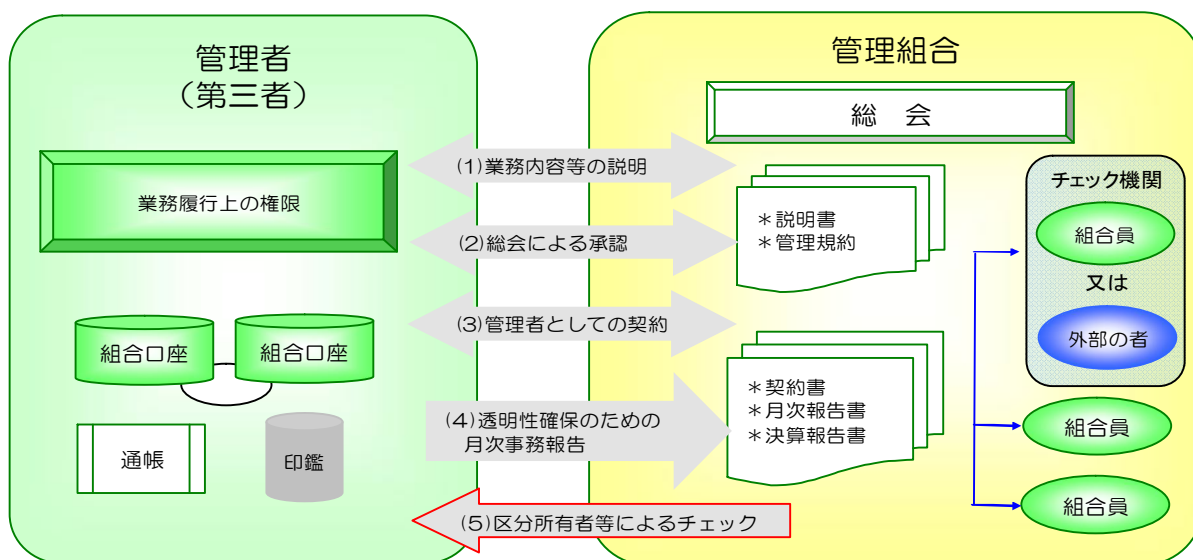 管理者
（第三者）
業務履行上の権限
組合口座
組合口座
通帳
印鑑
(1)業務内容等の説明
(2)総会による承認
(3)管理者としての契約
(4)透明性確保のための
月次事務報告
(5)区分所有者等によるチェック
管理組合
総　会
＊説明書
＊管理規約
＊契約書
＊月次報告書
＊決算報告書
チェック機関
組合員
又は
外部の者
組合員
組合員